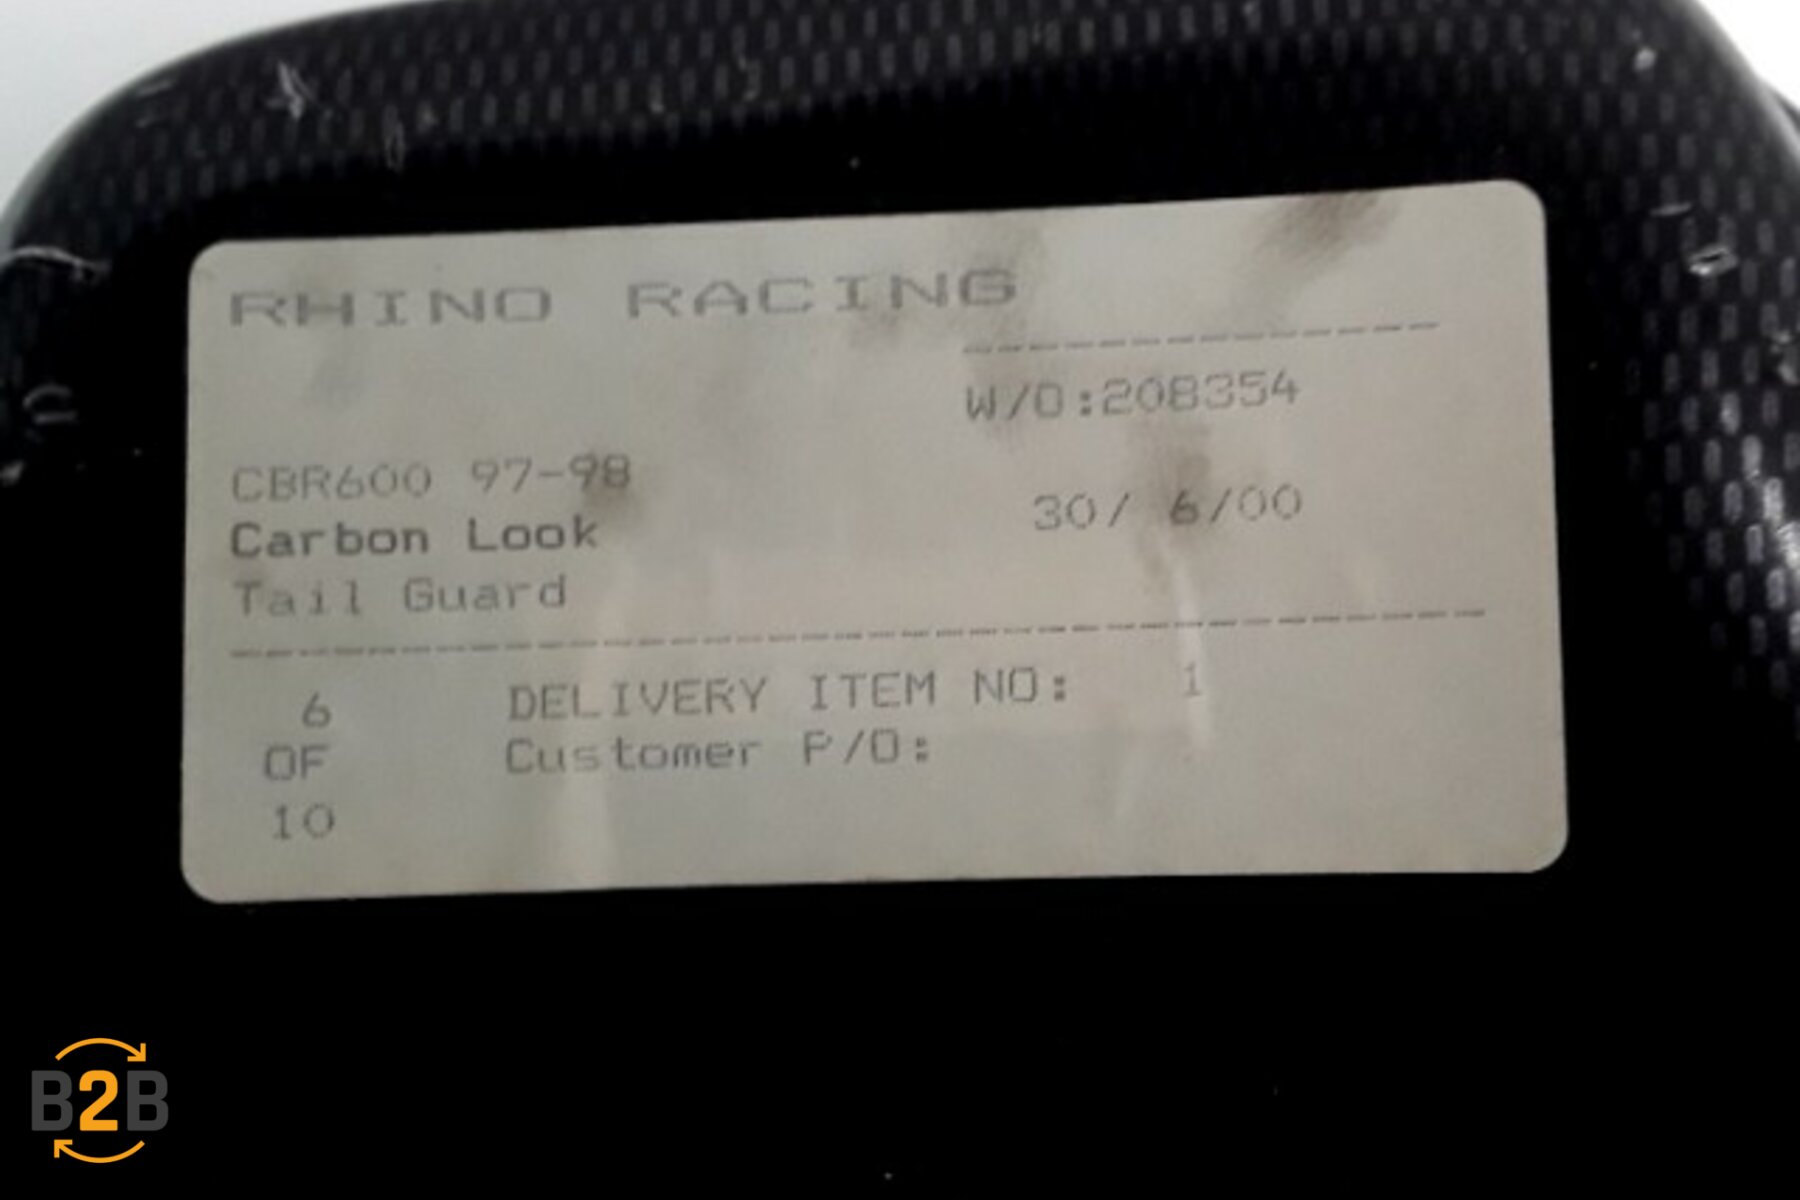 RHINO RACING
W/O:208354
CBR600 97-98
30/ 6/00
Carbon Look
Tail Guard
6 DELIVERY ITEM NO: 1
OF Customer P/O:
10
B2B